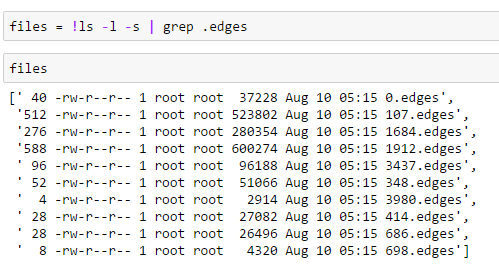 files = !ls -l -s | grep .edges
files
[' 40 -rw-r--r-- 1 root root  37228 Aug 10 05:15 0.edges',
 '512 -rw-r--r-- 1 root root 523802 Aug 10 05:15 107.edges',
 '276 -rw-r--r-- 1 root root 280354 Aug 10 05:15 1684.edges',
 '588 -rw-r--r-- 1 root root 600274 Aug 10 05:15 1912.edges',
 ' 96 -rw-r--r-- 1 root root  96188 Aug 10 05:15 3437.edges',
 ' 52 -rw-r--r-- 1 root root  51066 Aug 10 05:15 348.edges',
 '  4 -rw-r--r-- 1 root root   2914 Aug 10 05:15 3980.edges',
 ' 28 -rw-r--r-- 1 root root  27082 Aug 10 05:15 414.edges',
 ' 28 -rw-r--r-- 1 root root  26496 Aug 10 05:15 686.edges',
 '  8 -rw-r--r-- 1 root root   4320 Aug 10 05:15 698.edges']